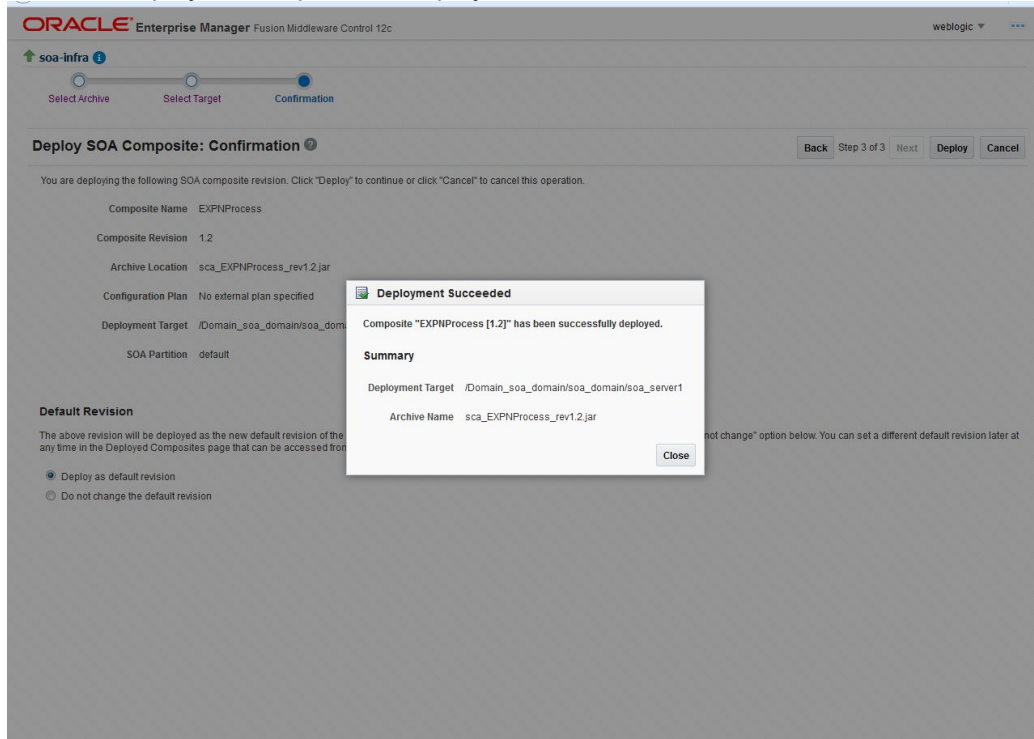 ORACLE Enterprise Manager Fusion Middleware Control 12c
weblogic
soa-infra
Select Archive Select Target Confirmation
Deploy SOA Composite: Confirmation
Back Step 3 of 3 Next Deploy Cancel
You are deploying the following SOA composite revision. Click "Deploy" to continue or click "Cancel" to cancel this operation.
Composite Name EXPNProcess
Composite Revision 1.2
Archive Location sca_EXPNProcess_rev1.2.jar
Configuration Plan No external plan specified
Deployment Target /Domain_soa_domain/soa_dom
SOA Partition default
Deployment Succeeded
Composite "EXPNProcess [1.2]" has been successfully deployed.
Summary
Deployment Target /Domain_soa_domain/soa_domain/soa_server1
Archive Name sca_EXPNProcess_rev1.2.jar
Close
Default Revision
The above revision will be deployed as the new default revision of the not change" option below. You can set a different default revision later at
any time in the Deployed Composites page that can be accessed from
Deploy as default revision
Do not change the default revision